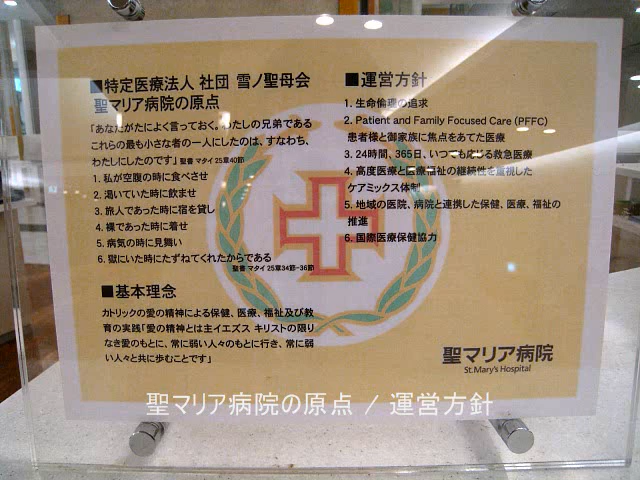 ■特定医療法人 社団 雪ノ聖母会
聖マリア病院の原点
「あなたがたによく言っておく。わたしの兄弟である
これらの最も小さな者の一人にしたのは、すなわち、
わたしにしたのです」 聖書 マタイ 25章40節
1. 私が空腹の時に食べさせ
2. 渇いていた時に飲ませ
3. 旅人であった時に宿を貸し
4. 裸であった時に着せ
5. 病気の時に見舞い
6. 獄にいた時にたずねてくれたからである
聖書 マタイ 25章34節-36節
■基本理念
カトリックの愛の精神による保健、医療、福祉及び教
育の実践「愛の精神とは主イエズス キリストの限り
なき愛のもとに、常に弱い人々のもとに行き、常に弱
い人々と共に歩むことです」
■運営方針
1. 生命倫理の追求
2. Patient and Family Focused Care (PFFC)
患者様と御家族に焦点をあてた医療
3. 24時間、365日、いつでも応じる救急医療
4. 高度医療と医療福祉の継続性を重視した
ケアミックス体制
5. 地域の医院、病院と連携した保健、医療、福祉の
推進
6. 国際医療保健協力
聖マリア病院
St.Mary's Hospital
聖マリア病院の原点 / 運営方針